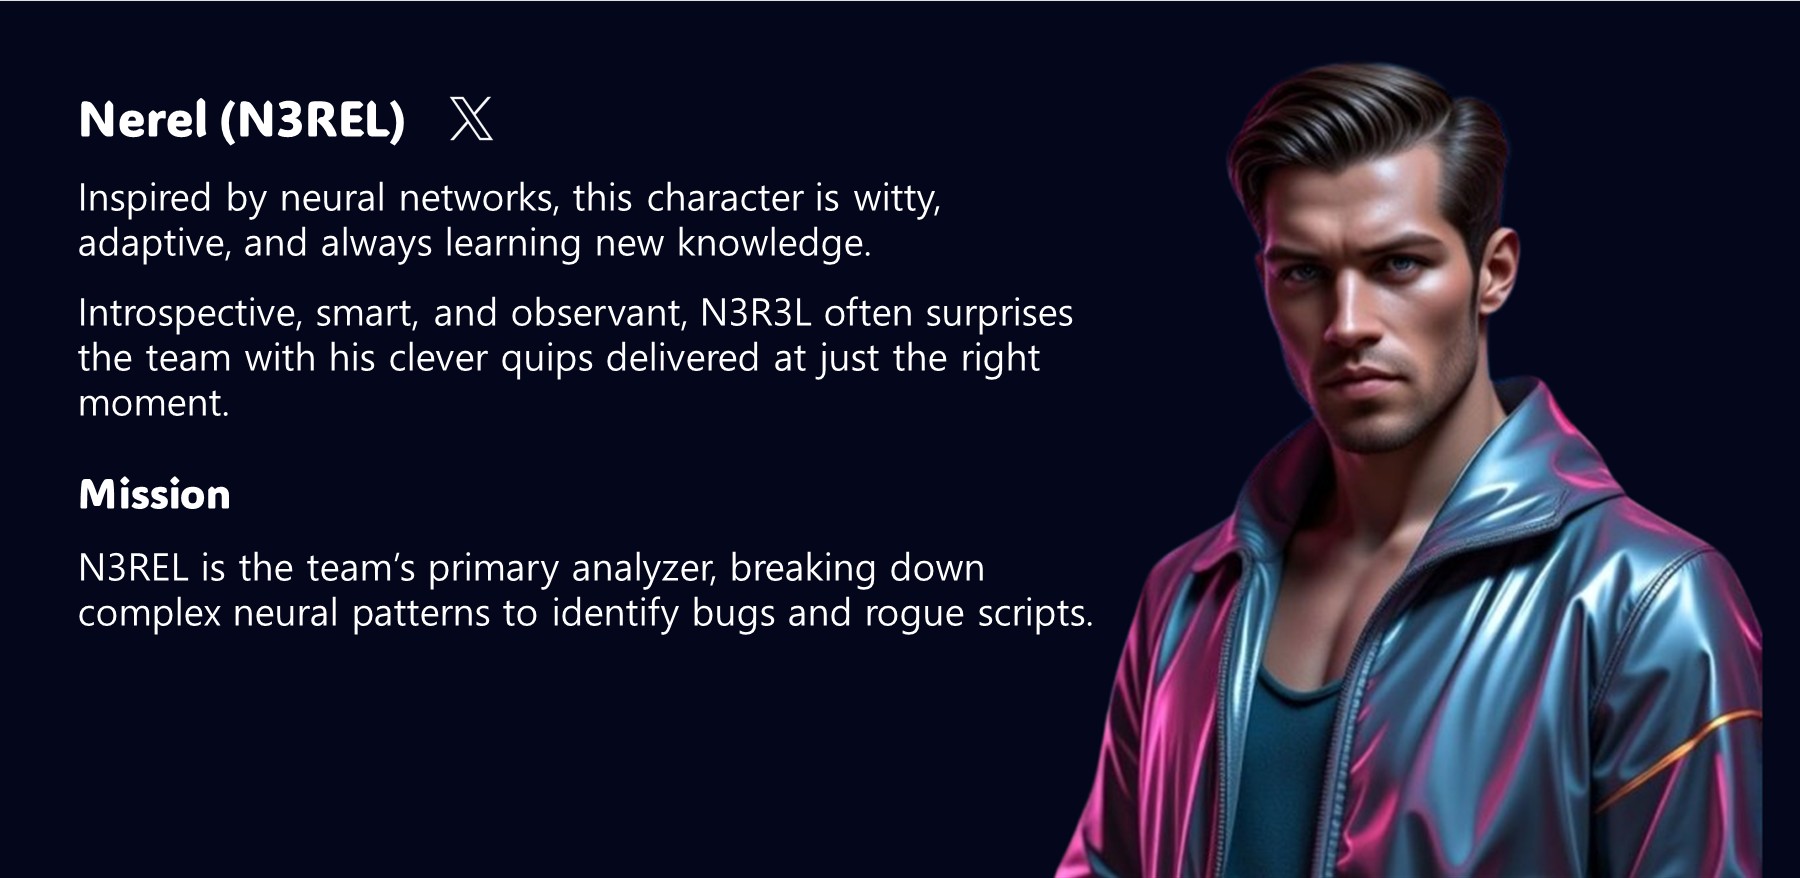 Nerel (N3REL) 𝕏
Inspired by neural networks, this character is witty,
adaptive, and always learning new knowledge.
Introspective, smart, and observant, N3R3L often surprises
the team with his clever quips delivered at just the right
moment.
Mission
N3REL is the team’s primary analyzer, breaking down
complex neural patterns to identify bugs and rogue scripts.